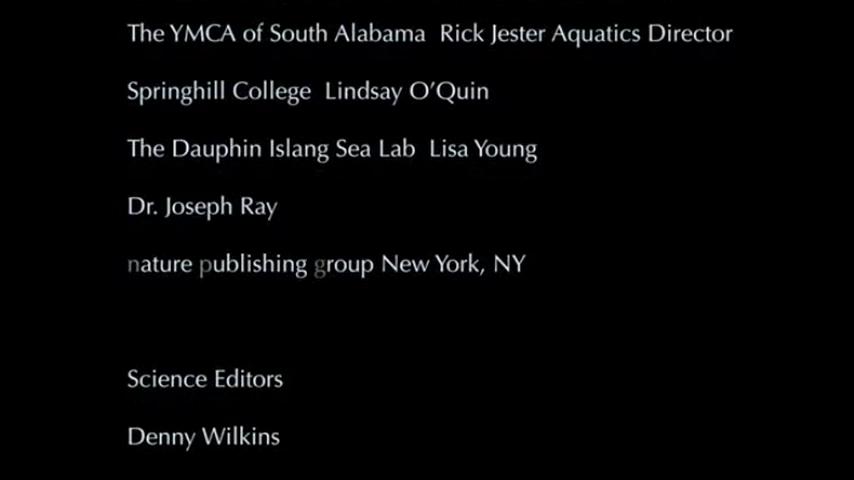 The YMCA of South Alabama Rick Jester Aquatics Director
Springhill College Lindsay O'Quin
The Dauphin Islang Sea Lab Lisa Young
Dr. Joseph Ray
nature publishing group New York, NY
Science Editors
Denny Wilkins